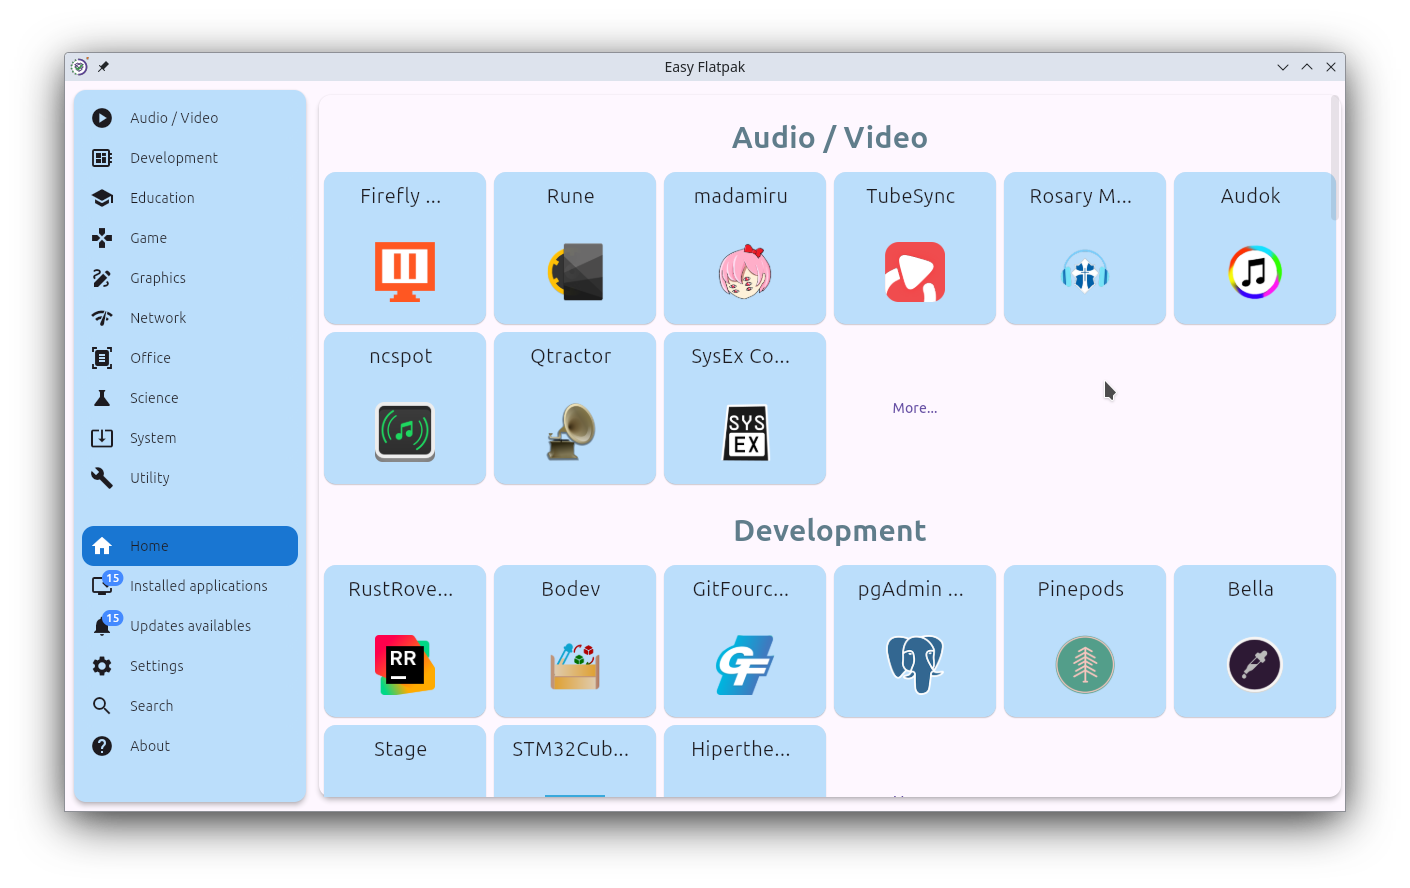 Easy Flatpak
Audio / Video
Development
Education
Game
Graphics
Network
Office
Science
System
Utility
Home
15
Installed applications
15
Updates availables
Settings
Search
About
Audio / Video
Firefly ...
Rune
madamiru
TubeSync
Rosary M...
Audok
ncspot
Qtractor
SysEx Co...
SYS
EX
More...
Development
RustRove...
Bodev
GitFourc...
pgAdmin ...
Pinepods
Bella
RR
GF
Stage
STM32Cub...
Hiperthe...